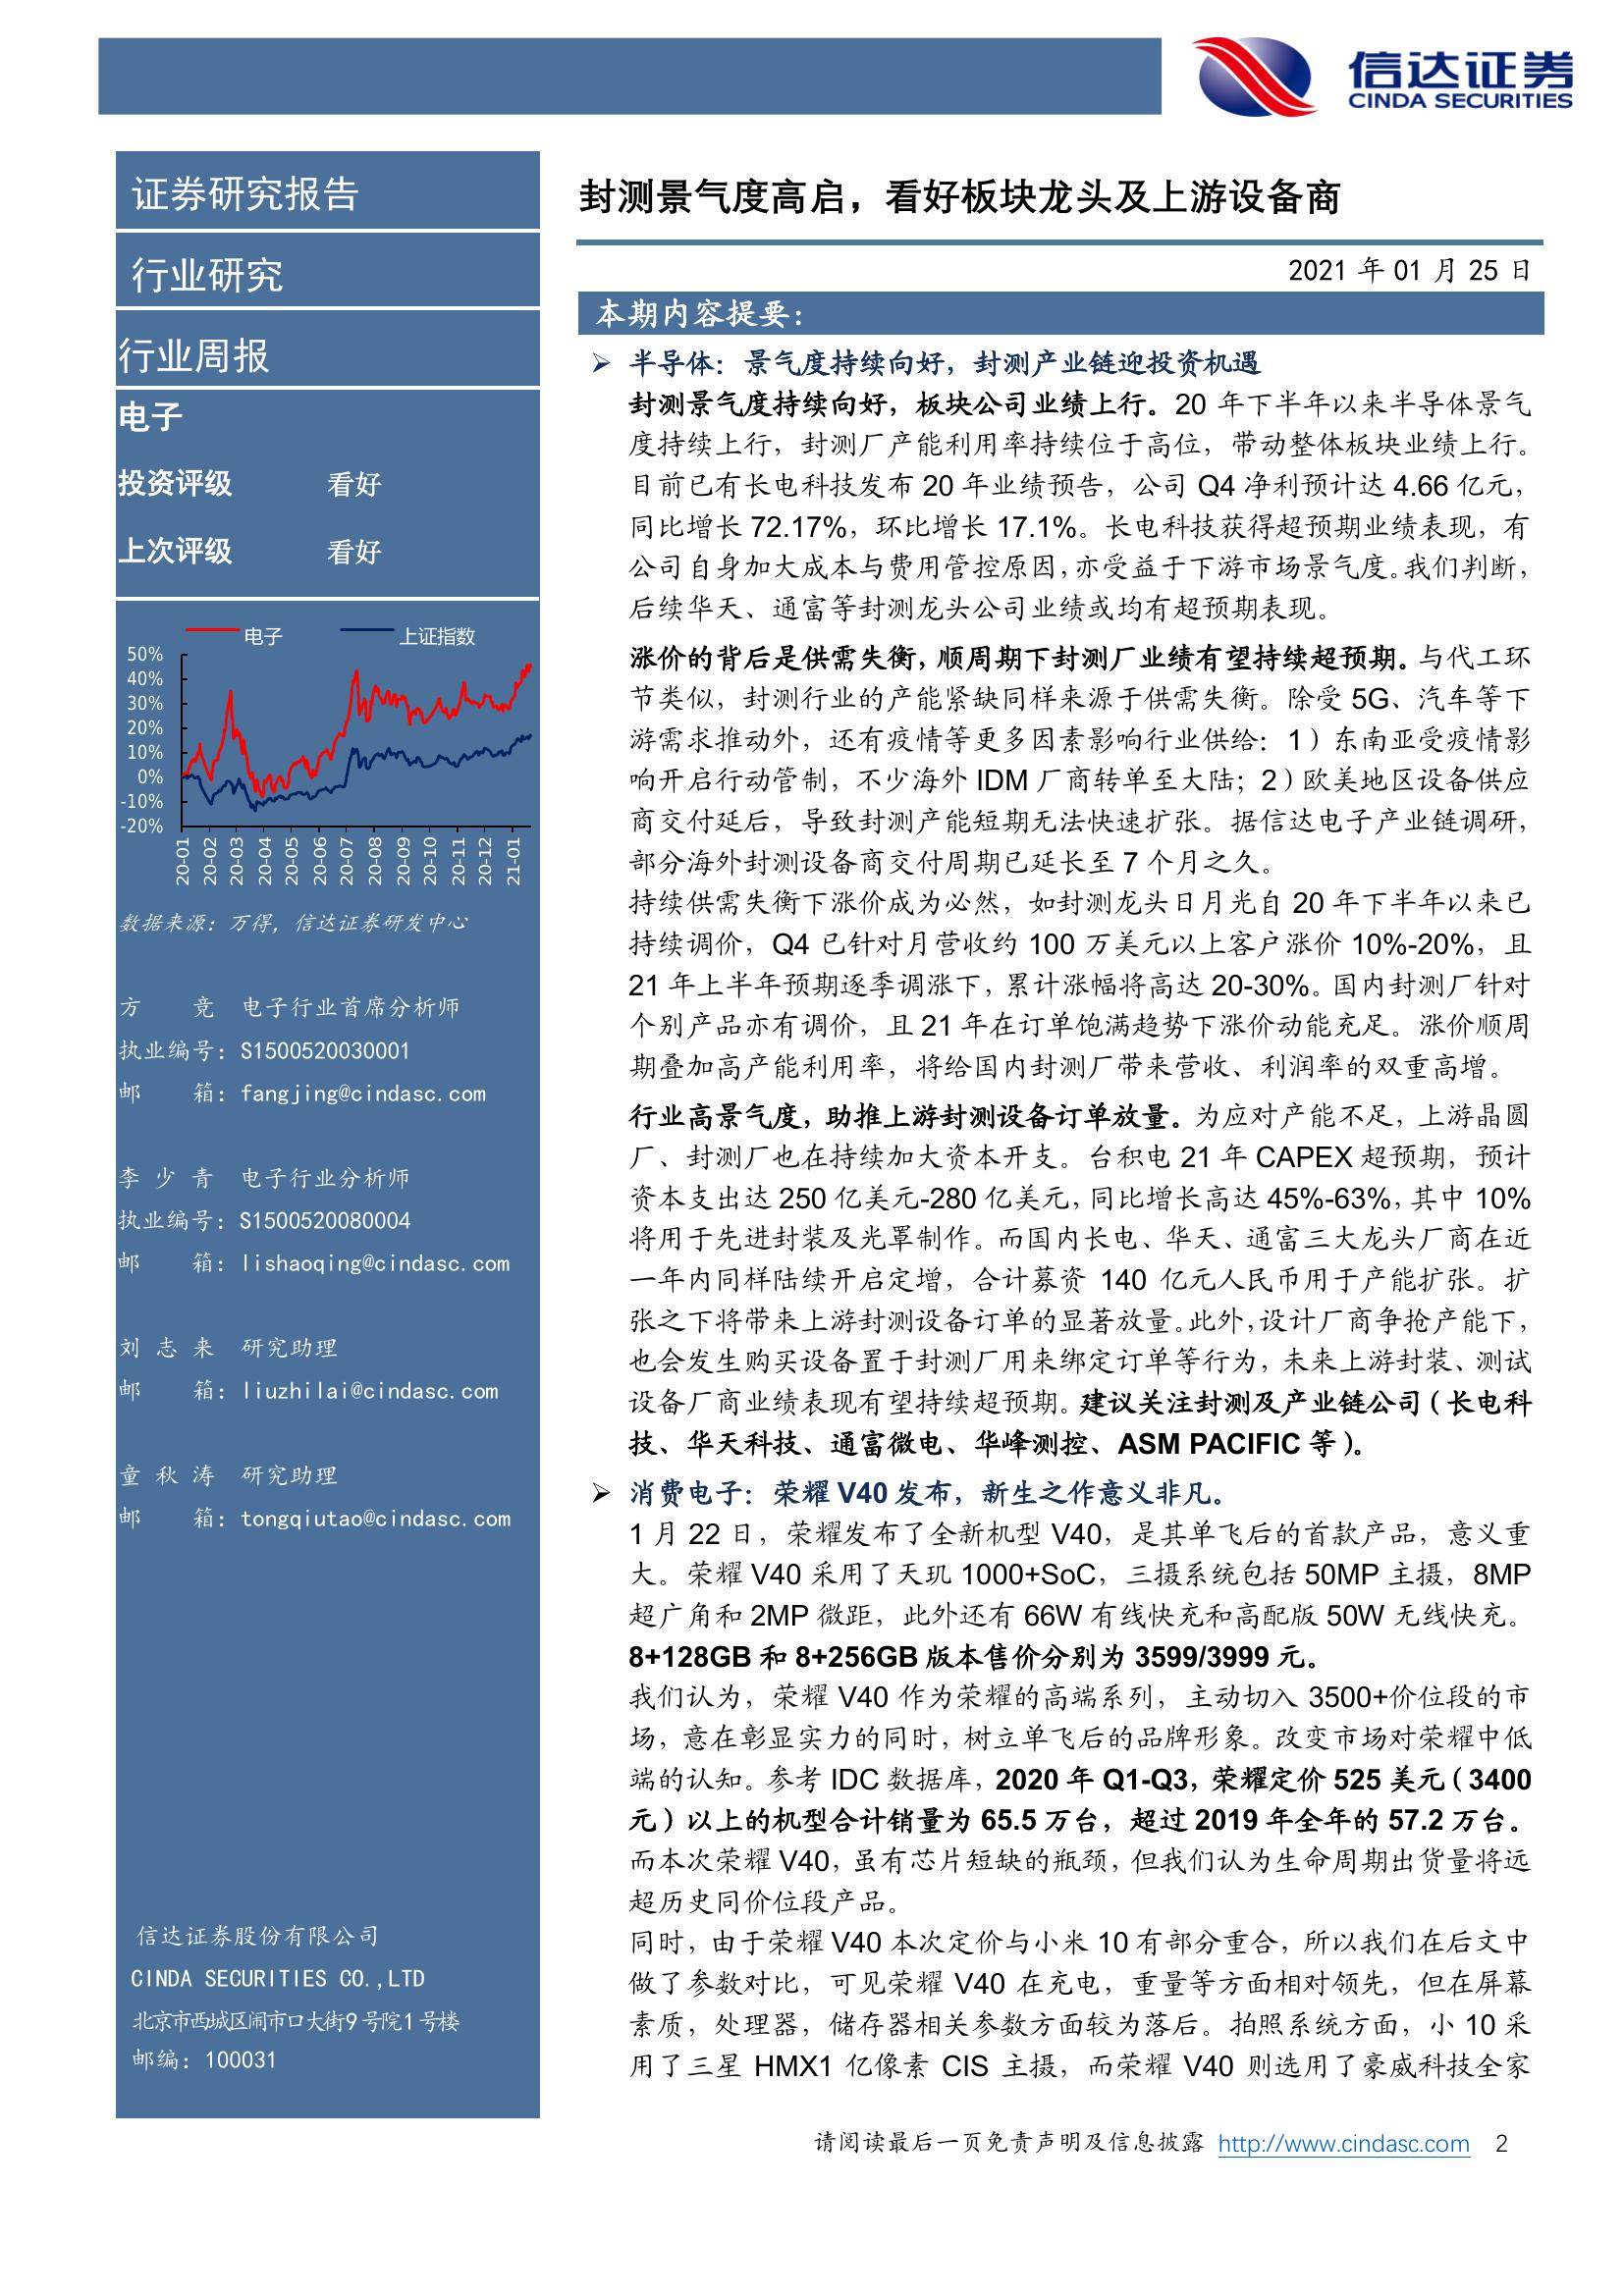 信达证券
CINDA SECURITIES
证券研究报告
行业研究
行业周报
电子
投资评级 看好
上次评级 看好
电子 上证指数
50%
40%
30%
20%
10%
0%
-10%
-20%
20-01 20-02 20-03 20-04 20-05 20-06 20-07 20-08 20-09 20-10 20-11 20-12 21-01
数据来源：万得，信达证券研发中心
方 竞 电子行业首席分析师
执业编号：S1500520030001
邮 箱：fangjing@cindasc.com
李少青 电子行业分析师
执业编号：S1500520080004
邮 箱：lishaoqing@cindasc.com
刘志来 研究助理
邮 箱：liuzhilai@cindasc.com
童秋涛 研究助理
邮 箱：tongqiutao@cindasc.com
信达证券股份有限公司
CINDA SECURITIES CO.,LTD
北京市西城区闹市口大街9号院1号楼
邮编：100031
封测景气度高启，看好板块龙头及上游设备商
2021 年 01 月 25 日
本期内容提要：
➢ 半导体：景气度持续向好，封测产业链迎投资机遇
封测景气度持续向好，板块公司业绩上行。20 年下半年以来半导体景气
度持续上行，封测厂产能利用率持续位于高位，带动整体板块业绩上行。
目前已有长电科技发布 20 年业绩预告，公司 Q4 净利预计达 4.66 亿元，
同比增长 72.17%，环比增长 17.1%。长电科技获得超预期业绩表现，有
公司自身加大成本与费用管控原因，亦受益于下游市场景气度。我们判断，
后续华天、通富等封测龙头公司业绩或均有超预期表现。
涨价的背后是供需失衡，顺周期下封测厂业绩有望持续超预期。与代工环
节类似，封测行业的产能紧缺同样来源于供需失衡。除受 5G、汽车等下
游需求推动外，还有疫情等更多因素影响行业供给：1）东南亚受疫情影
响开启行动管制，不少海外 IDM 厂商转单至大陆；2）欧美地区设备供应
商交付延后，导致封测产能短期无法快速扩张。据信达电子产业链调研，
部分海外封测设备商交付周期已延长至 7 个月之久。
持续供需失衡下涨价成为必然，如封测龙头日月光自 20 年下半年以来已
持续调价，Q4 已针对月营收约 100 万美元以上客户涨价 10%-20%，且
21 年上半年预期逐季调涨下，累计涨幅将高达 20-30%。国内封测厂针对
个别产品亦有调价，且 21 年在订单饱满趋势下涨价动能充足。涨价顺周
期叠加高产能利用率，将给国内封测厂带来营收、利润率的双重高增。
行业高景气度，助推上游封测设备订单放量。为应对产能不足，上游晶圆
厂、封测厂也在持续加大资本开支。台积电 21 年 CAPEX 超预期，预计
资本支出达 250 亿美元-280 亿美元，同比增长高达 45%-63%，其中 10%
将用于先进封装及光罩制作。而国内长电、华天、通富三大龙头厂商在近
一年内同样陆续开启定增，合计募资 140 亿元人民币用于产能扩张。扩
张之下将带来上游封测设备订单的显著放量。此外，设计厂商争抢产能下，
也会发生购买设备置于封测厂用来绑定订单等行为，未来上游封装、测试
设备厂商业绩表现有望持续超预期。建议关注封测及产业链公司（长电科
技、华天科技、通富微电、华峰测控、ASM PACIFIC 等）。
➢ 消费电子：荣耀 V40 发布，新生之作意义非凡。
1 月 22 日，荣耀发布了全新机型 V40，是其单飞后的首款产品，意义重
大。荣耀 V40 采用了天玑 1000+SoC，三摄系统包括 50MP 主摄，8MP
超广角和 2MP 微距，此外还有 66W 有线快充和高配版 50W 无线快充。
8+128GB 和 8+256GB 版本售价分别为 3599/3999 元。
我们认为，荣耀 V40 作为荣耀的高端系列，主动切入 3500+价位段的市
场，意在彰显实力的同时，树立单飞后的品牌形象。改变市场对荣耀中低
端的认知。参考 IDC 数据库，2020 年 Q1-Q3，荣耀定价 525 美元（3400
元）以上的机型合计销量为 65.5 万台，超过 2019 年全年的 57.2 万台。
而本次荣耀 V40，虽有芯片短缺的瓶颈，但我们认为生命周期出货量将远
超历史同价位段产品。
同时，由于荣耀 V40 本次定价与小米 10 有部分重合，所以我们在后文中
做了参数对比，可见荣耀 V40 在充电，重量等方面相对领先，但在屏幕
素质，处理器，储存器相关参数方面较为落后。拍照系统方面，小 10 采
用了三星 HMX1 亿像素 CIS 主摄，而荣耀 V40 则选用了豪威科技全家
请阅读最后一页免责声明及信息披露 http://www.cindasc.com 2